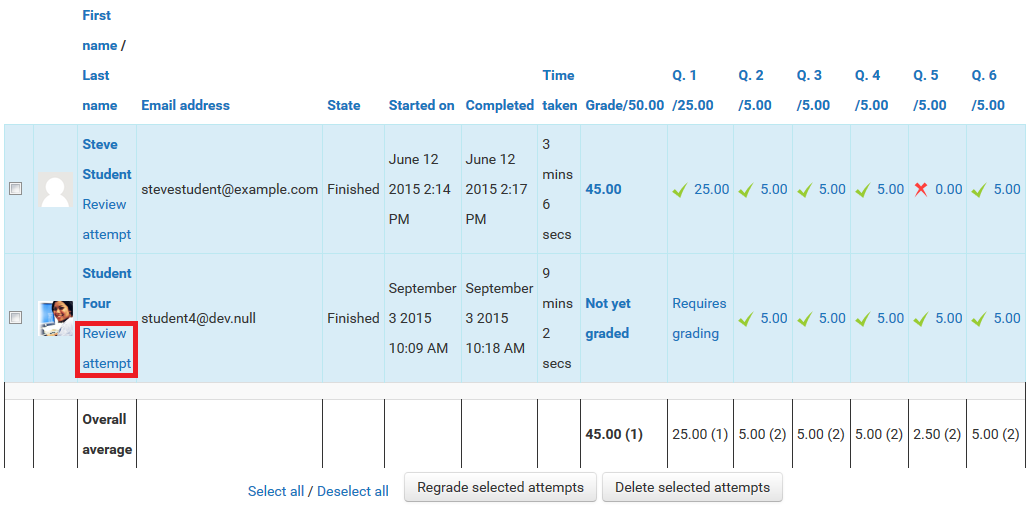 First
name /
Last
name
Email address
State
Started on
Completed
Time
taken
Grade/50.00
Q. 1
/25.00
Q. 2
/5.00
Q. 3
/5.00
Q. 4
/5.00
Q. 5
/5.00
Q. 6
/5.00
Steve
Student
Review
attempt
stevestudent@example.com
Finished
June 12
2015 2:14
PM
June 12
2015 2:17
PM
3
mins
6
secs
45.00
25.00
5.00
5.00
5.00
0.00
5.00
Student
Four
Review
attempt
student4@dev.null
Finished
September
3 2015
10:09 AM
September
3 2015
10:18 AM
9
mins
2
secs
Not yet
graded
Requires
grading
5.00
5.00
5.00
5.00
5.00
Overall
average
45.00 (1)
25.00 (1)
5.00 (2)
5.00 (2)
5.00 (2)
2.50 (2)
5.00 (2)
Select all / Deselect all
Regrade selected attempts
Delete selected attempts